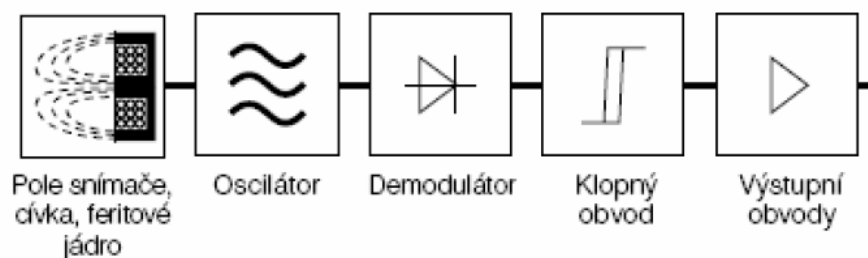 Pole snímače,
cívka, feritové
jádro
Oscilátor
Demodulátor
Klopný
obvod
Výstupní
obvody